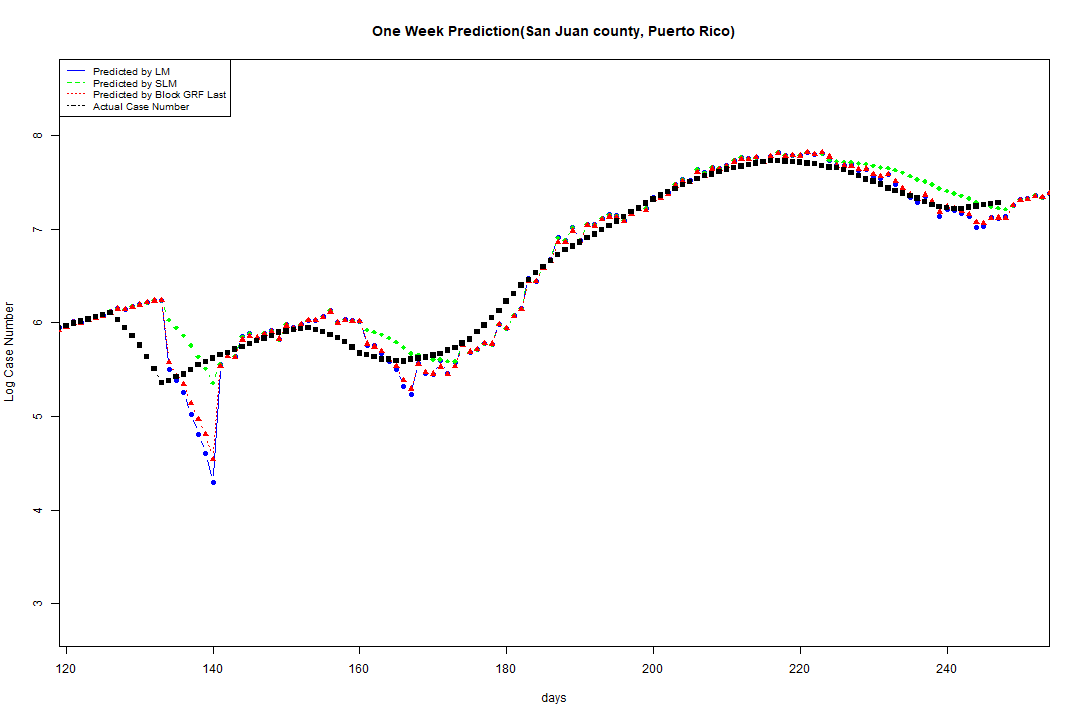 One Week Prediction(San Juan county, Puerto Rico)
Predicted by LM
Predicted by SLM
Predicted by Block GRF Last
Actual Case Number
8
7
6
5
4
3
Log Case Number
120 140 160 180 200 220 240
days